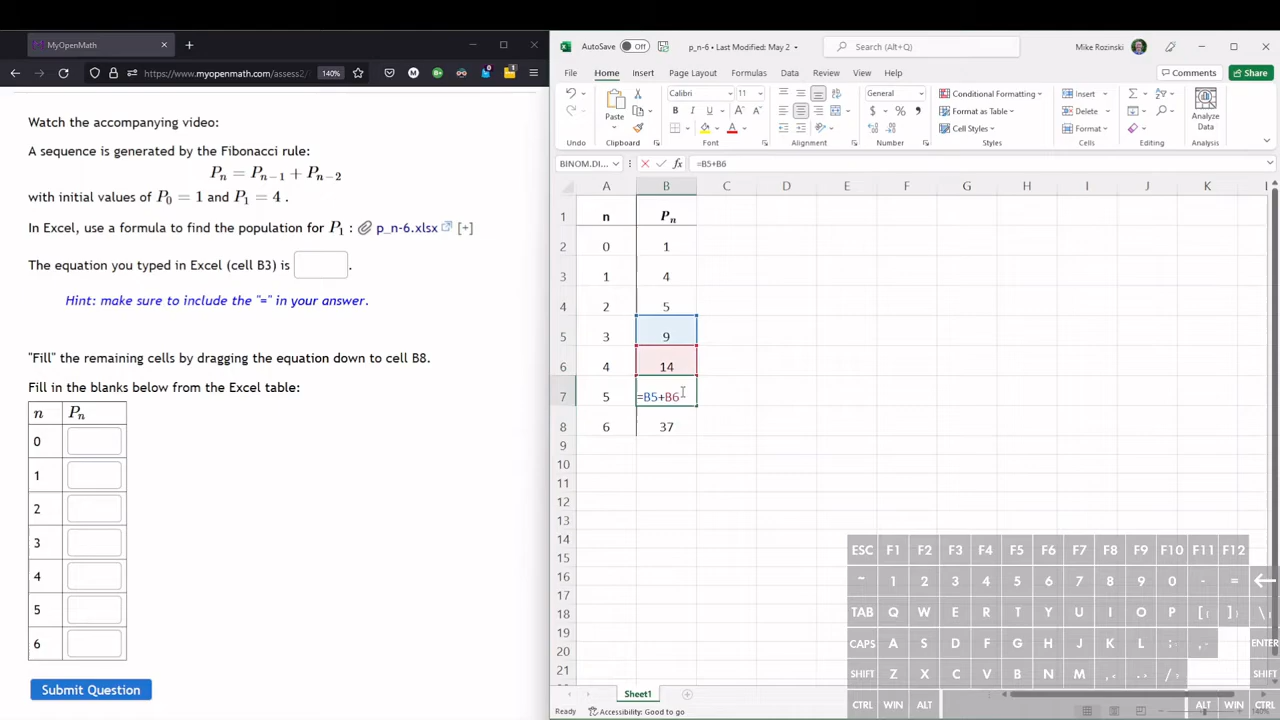 MyOpenMath
https://www.myopenmath.com/assess2
140%
Watch the accompanying video:
A sequence is generated by the Fibonacci rule:
Pn = Pn−1 + Pn−2
with initial values of P0 = 1 and P1 = 4 .
In Excel, use a formula to find the population for P1 : p_n-6.xlsx [+]
The equation you typed in Excel (cell B3) is .
Hint: make sure to include the "=" in your answer.
"Fill" the remaining cells by dragging the equation down to cell B8.
Fill in the blanks below from the Excel table:
n Pn
0
1
2
3
4
5
6
Submit Question
AutoSave Off p_n-6 • Last Modified: May 2 Search (Alt+Q) Mike Rozinski
File Home Insert Page Layout Formulas Data Review View Help Comments Share
Paste Calibri 11 General Conditional Formatting Insert Analyze Data
B I U Format as Table Delete
Cell Styles Format
Undo Clipboard Font Alignment Number Styles Cells Editing Analysis
BINOM.DI... fx =B5+B6
A B C D E F G H I J K L
1 n Pn
2 0 1
3 1 4
4 2 5
5 3 9
6 4 14
7 5 =B5+B6
8 6 37
9
10
11
12
13
14
15
16
17
18
19
20
21
ESC F1 F2 F3 F4 F5 F6 F7 F8 F9 F10 F11 F12
~ 1 2 3 4 5 6 7 8 9 0 - =
TAB Q W E R T Y U I O P [ { ] } \
CAPS A S D F G H J K L ; ENTER
SHIFT Z X C V B N M , < . > / SHIFT
CTRL WIN ALT ALT WIN CTRL
Sheet1
Ready Accessibility: Good to go 140%